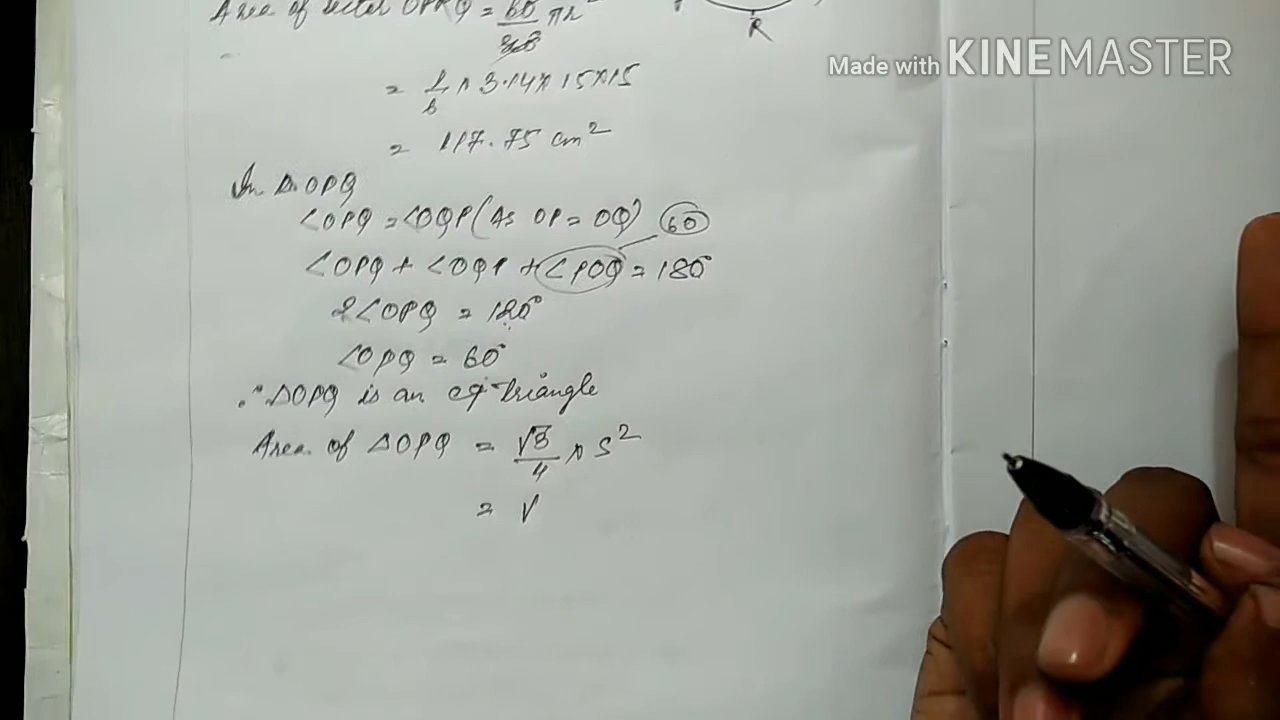 Area of sector OPRQ = 60/360 πr²
R
Made with KINEMASTER
= 1/6 × 3.14 × 15 × 15
= 117.75 cm²
In △OPQ
∠OPQ = ∠OQP (As OP = OQ) 60
∠OPQ + ∠OQP + ∠POQ = 180°
2∠OPQ = 120°
∠OPQ = 60°
∴ △OPQ is an eq. triangle
Area of △OPQ = √3/4 × s²
= √